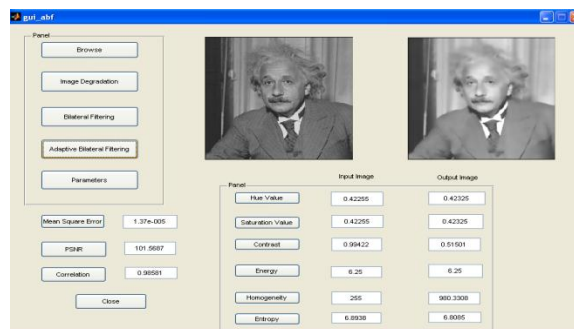 gui_abf
Panel
Browse
Image Degradation
Bilateral Filtering
Adaptive Bilateral Filtering
Parameters
Mean Square Error 1.37e-005
PSNR 101.5687
Correlation 0.98581
Close
Input Image Output Image
Panel
Hue Value 0.42255 0.42325
Saturation Value 0.42255 0.42325
Contrast 0.99422 0.51501
Energy 6.25 6.25
Homogeneity 255 980.3308
Entropy 6.8938 6.8085